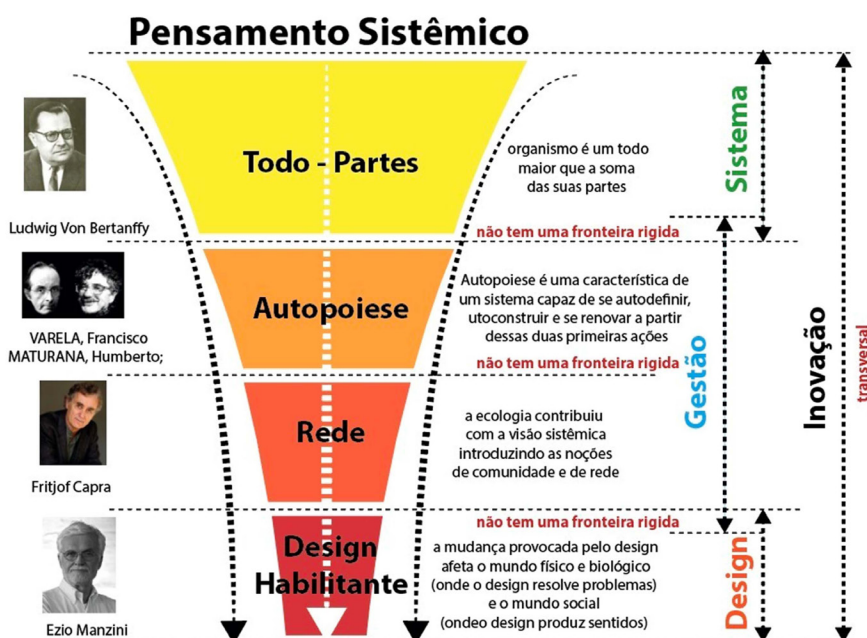 Pensamento Sistêmico
Ludwig Von Bertanffy
Todo - Partes
organismo é um todo
maior que a soma
das suas partes
não tem uma fronteira rigida
VARELA, Francisco
MATURANA, Humberto;
Autopoiese
Autopoiese é uma característica de
um sistema capaz de se autodefinir,
utoconstruir e se renovar a partir
dessas duas primeiras ações
não tem uma fronteira rigida
Fritjof Capra
Rede
a ecologia contribuiu
com a visão sistêmica
introduzindo as noções
de comunidade e de rede
não tem uma fronteira rigida
Ezio Manzini
Design
Habilitante
a mudança provocada pelo design
afeta o mundo físico e biológico
(onde o design resolve problemas)
e o mundo social
(ondeo design produz sentidos)
Sistema
Gestão
Design
Inovação
transversal